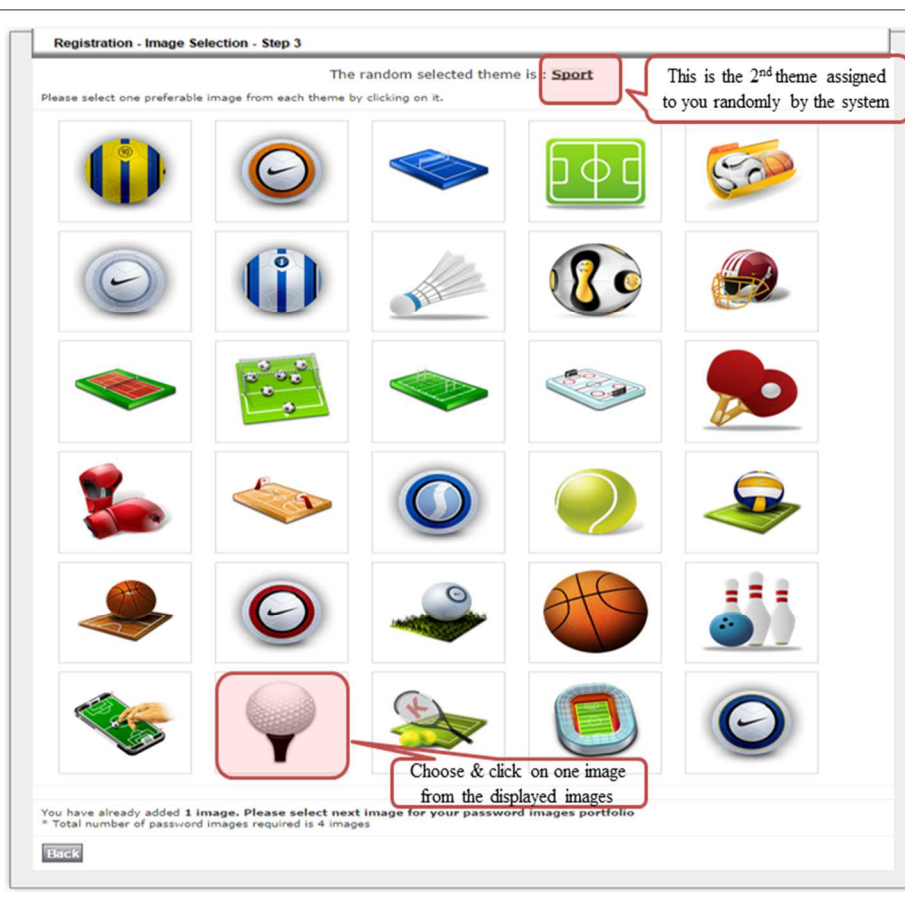 Registration - Image Selection - Step 3
The random selected theme is : Sport
This is the 2nd theme assigned
to you randomly by the system
Please select one preferable image from each theme by clicking on it.
90
K
Choose & click on one image
from the displayed images
You have already added 1 image. Please select next image for your password images portfolio
* Total number of password images required is 4 images
Back